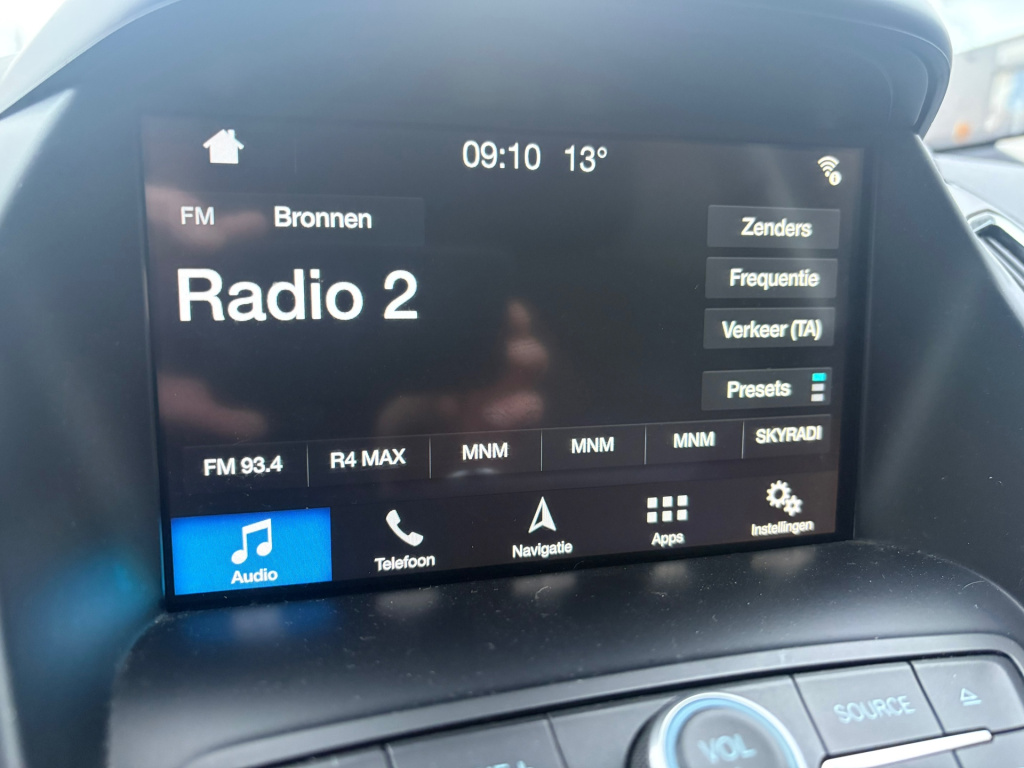 09:10 13°
FM Bronnen
Zenders
Radio 2
Frequentie
Verkeer (TA)
Presets
FM 93.4 R4 MAX MNM MNM MNM SKYRADI
Audio Telefoon Navigatie Apps Instellingen
VOL SOURCE